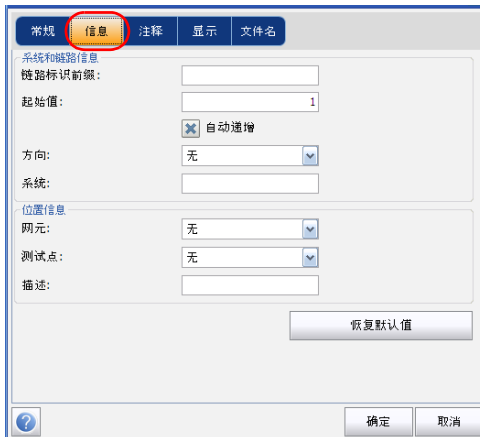 常规 信息 注释 显示 文件名
系统和链路信息
链路标识前缀:
起始值: 1
自动递增
方向: 无
系统:
位置信息
网元: 无
测试点: 无
描述:
恢复默认值
? 确定 取消